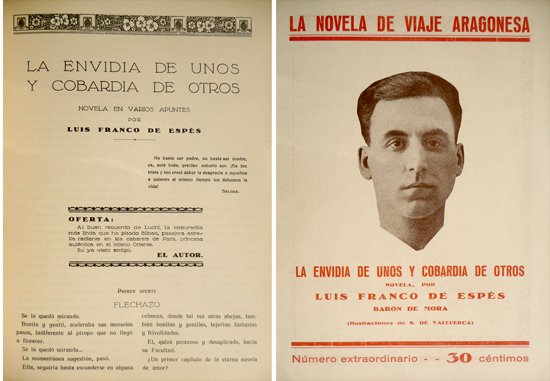 LA ENVIDIA DE UNOS
Y COBARDIA DE OTROS
NOVELA EN VARIOS APUNTES
POR
LUIS FRANCO DE ESPÉS
No basta ser padre, no basta ser madre;
es, ante todo, preciso saberlo ser. ¡Es tan
triste y tan cruel deber la desgracia a aquellos
a quienes al mismo tiempo les debemos la
vida!
SELGAS.
OFERTA:
Al buen recuerdo de Luchi, la costurerita
más linda que ha pisado Bilbao, pasajera estrella
radiante en los cabarets de París, princesa
auténtica en el lejano Oriente.
Su ya viejo amigo,
EL AUTOR.
PRIMER APUNTE
FLECHAZO
Se la quedó mirando.
Bonita y gentil, aceleraba sus menudos
pasos, indiferente al piropo que no llegó
a florecer.
Se la quedó mirando...
La momentánea sugestión, pasó.
Ella, seguiría hasta esconderse en alguna
colmena, donde tal vez otras abejas, también
bonitas y gentiles, tejerían fantasías
y frivolidades.
El, quizá perezoso y desaplicado, hacia
su Facultad.
¿Un primer capítulo de la eterna novela
de amor?
LA NOVELA DE VIAJE ARAGONESA
LA ENVIDIA DE UNOS Y COBARDIA DE OTROS
NOVELA, POR
LUIS FRANCO DE ESPÉS
BARÓN DE MORA
(Ilustraciones de S. DE VALLUERCA)
Número extraordinario - - 30 céntimos